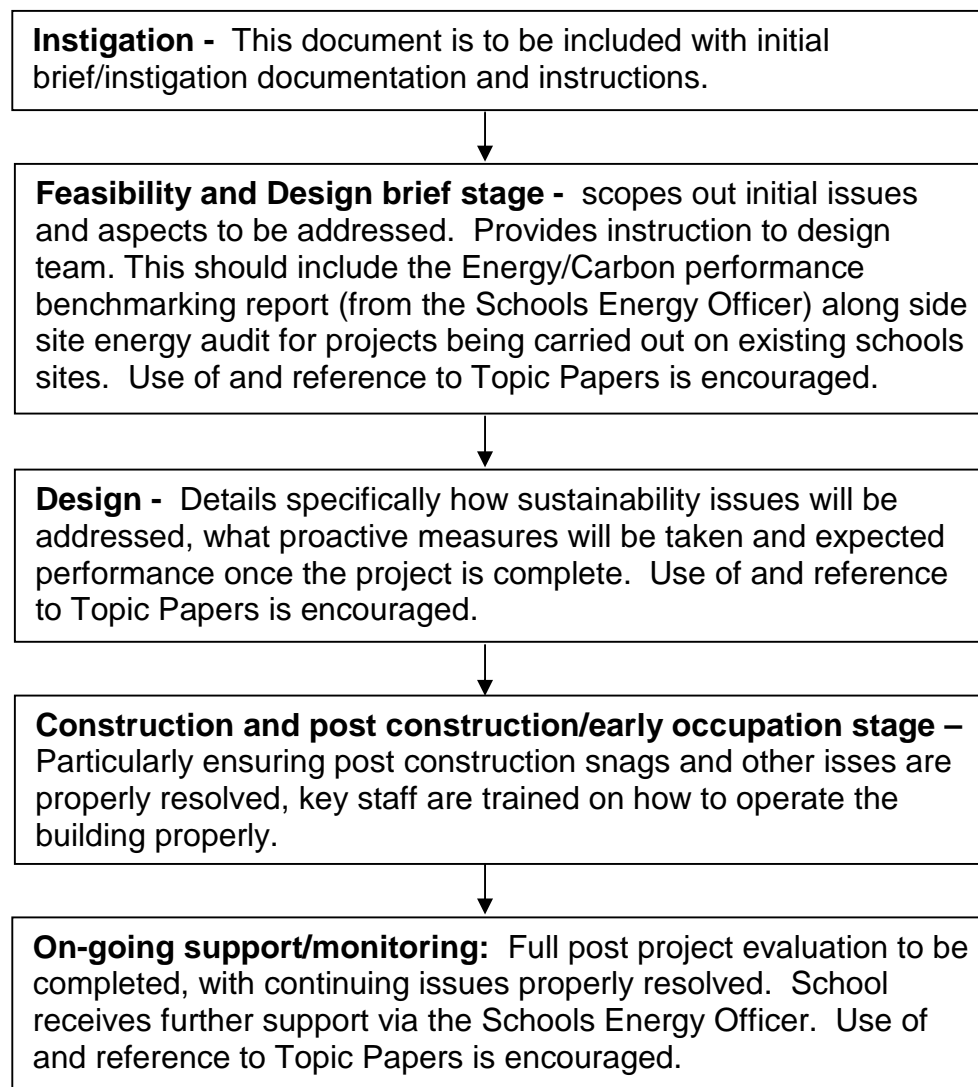 Instigation - This document is to be included with initial
brief/instigation documentation and instructions.
Feasibility and Design brief stage - scopes out initial issues
and aspects to be addressed. Provides instruction to design
team. This should include the Energy/Carbon performance
benchmarking report (from the Schools Energy Officer) along side
site energy audit for projects being carried out on existing schools
sites. Use of and reference to Topic Papers is encouraged.
Design - Details specifically how sustainability issues will be
addressed, what proactive measures will be taken and expected
performance once the project is complete. Use of and reference
to Topic Papers is encouraged.
Construction and post construction/early occupation stage –
Particularly ensuring post construction snags and other isses are
properly resolved, key staff are trained on how to operate the
building properly.
On-going support/monitoring: Full post project evaluation to be
completed, with continuing issues properly resolved. School
receives further support via the Schools Energy Officer. Use of
and reference to Topic Papers is encouraged.